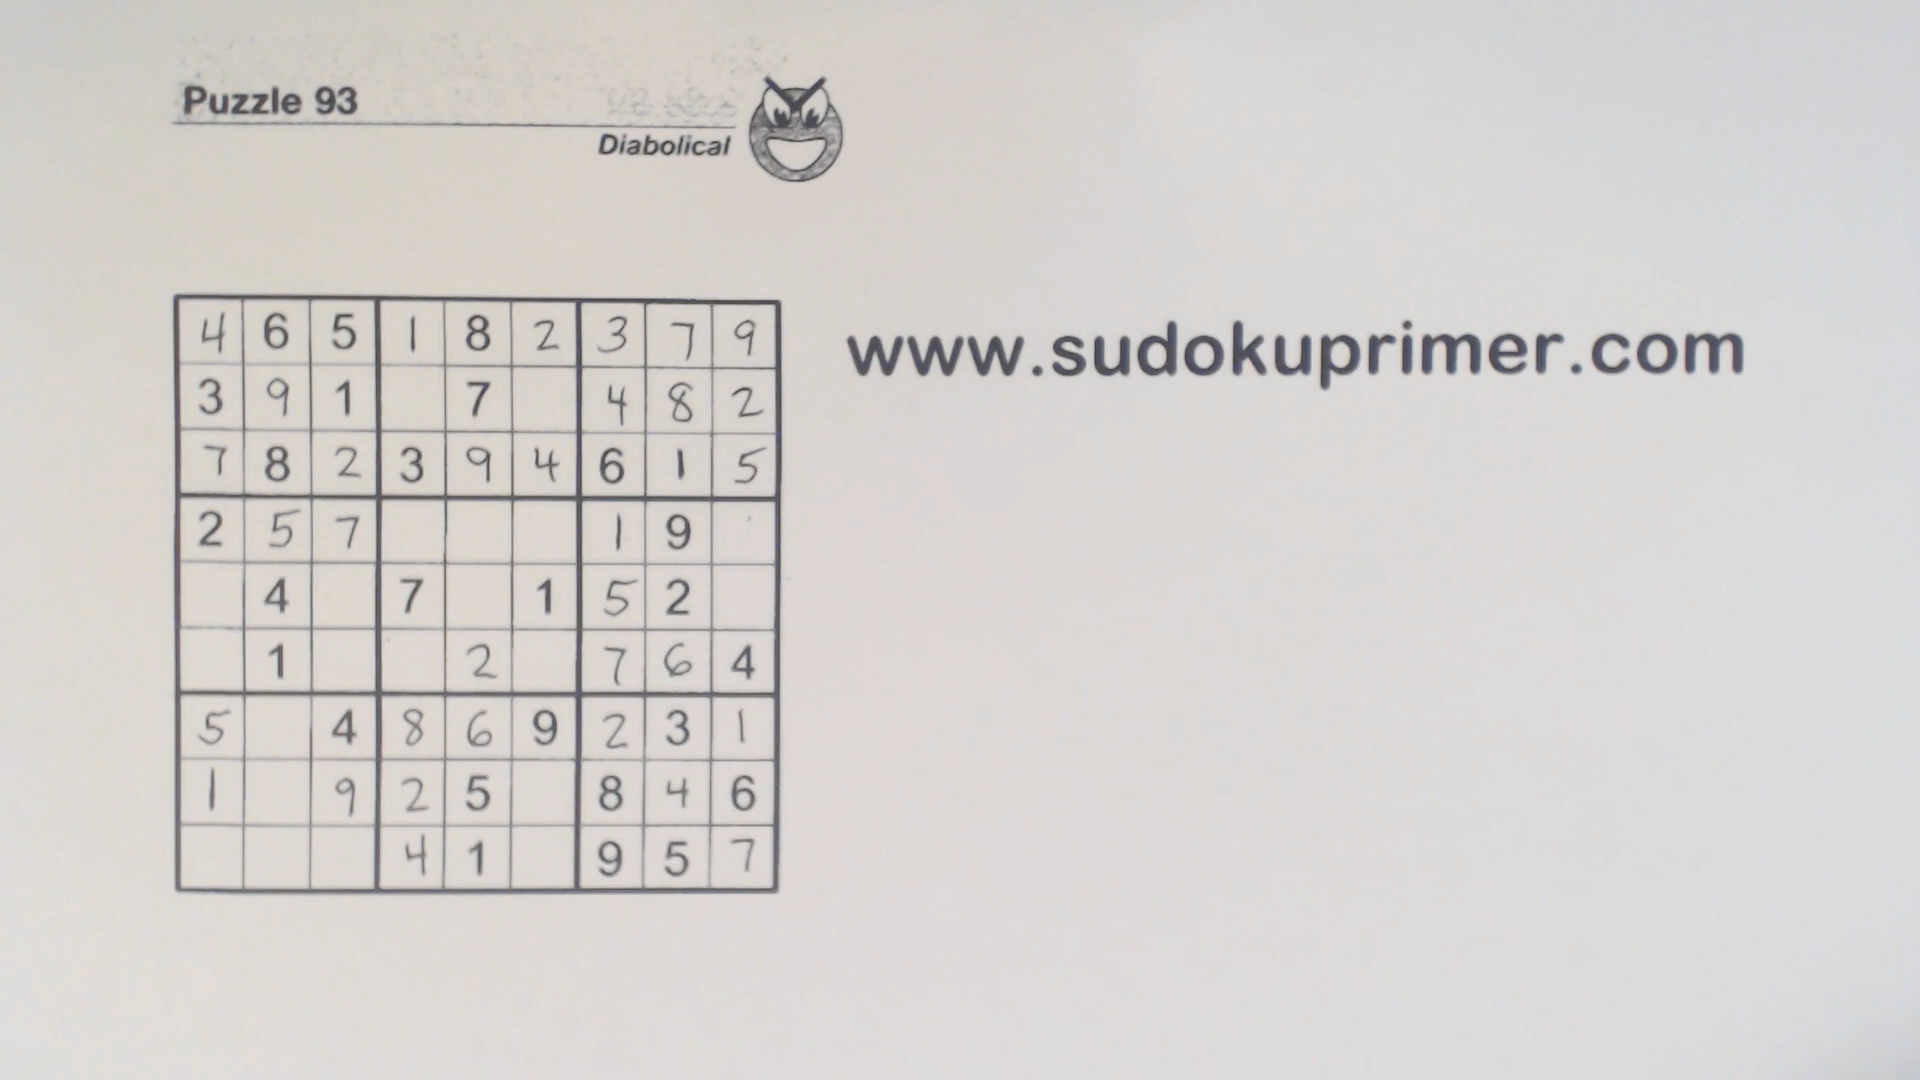 Puzzle 93
Diabolical
4 6 5 1 8 2 3 7 9
3 9 1 7 4 8 2
7 8 2 3 9 4 6 1 5
2 5 7 1 9
4 7 1 5 2
1 2 7 6 4
5 4 8 6 9 2 3 1
1 9 2 5 8 4 6
4 1 9 5 7
www.sudokuprimer.com